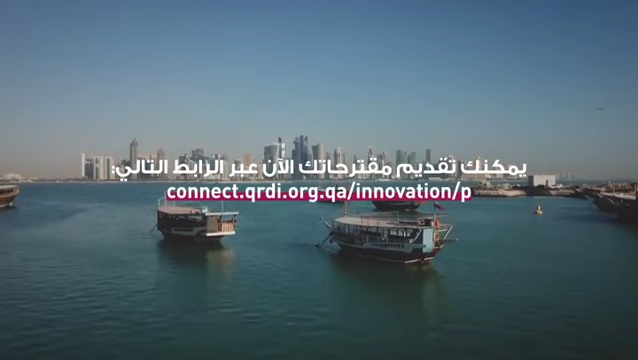 يمكنك تقديم مقترحاتك الآن عبر الرابط التالي:
connect.qrdi.org.qa/innovation/p